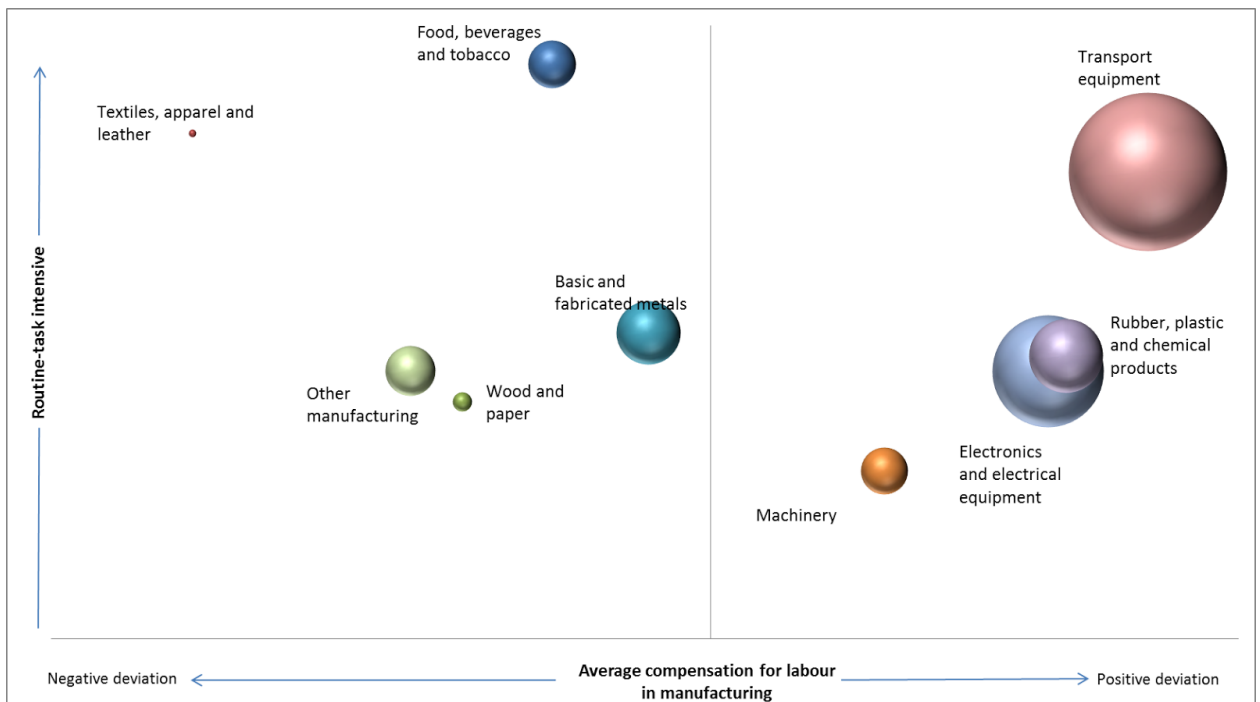 Food, beverages
and tobacco
Transport
equipment
Textiles, apparel and
leather
Routine-task intensive
Basic and
fabricated metals
Rubber, plastic
and chemical
products
Other
manufacturing
Wood and
paper
Electronics
and electrical
equipment
Machinery
Negative deviation
Average compensation for labour
in manufacturing
Positive deviation